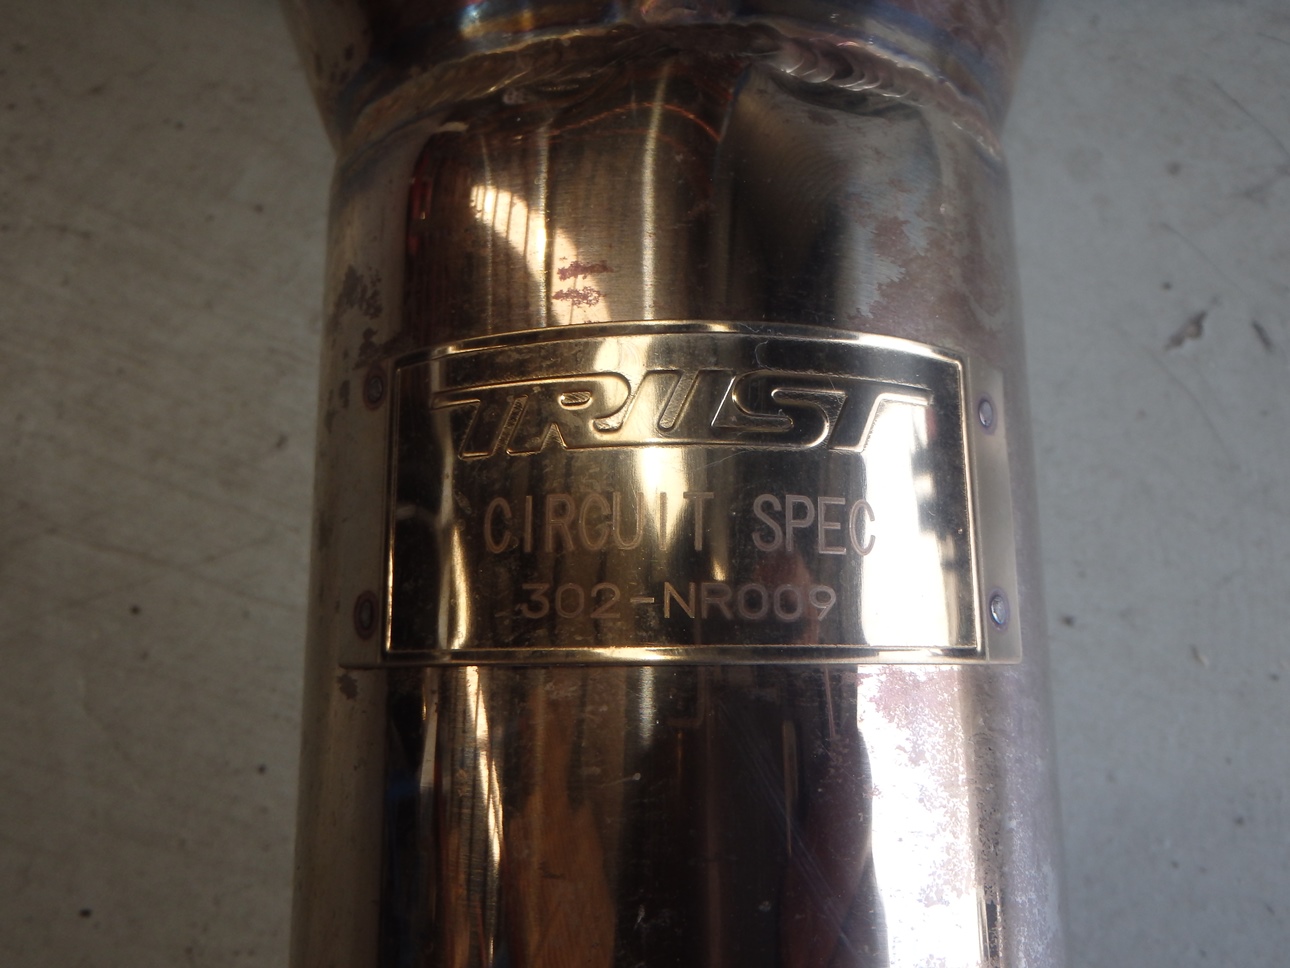 TRUST
CIRCUIT SPEC
302-NR009